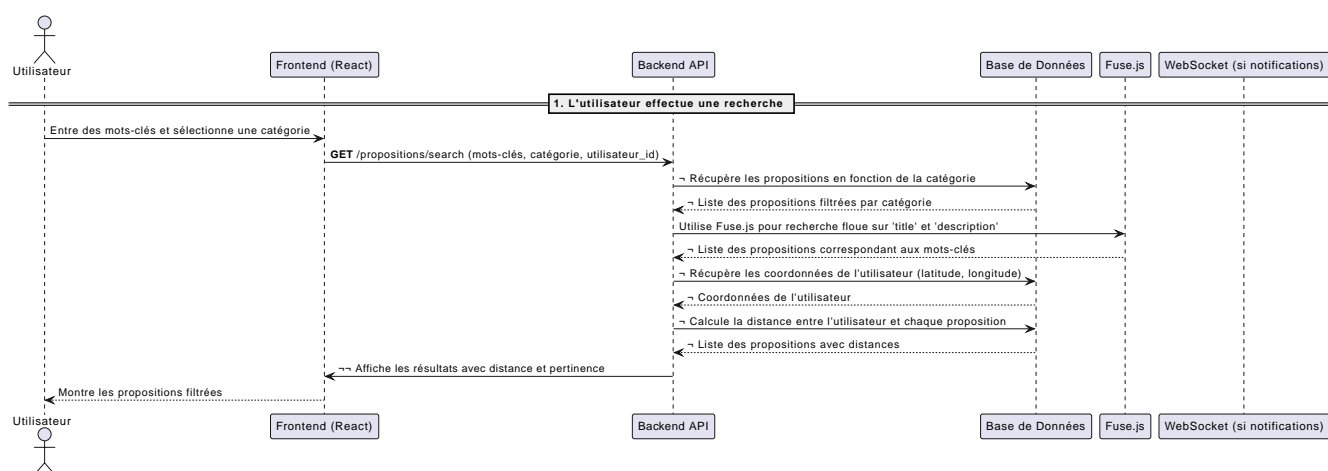 Utilisateur
Frontend (React)
Backend API
Base de Données
Fuse.js
WebSocket (si notifications)
1. L'utilisateur effectue une recherche
Entre des mots-clés et sélectionne une catégorie
GET /propositions/search (mots-clés, catégorie, utilisateur_id)
¬ Récupère les propositions en fonction de la catégorie
¬ Liste des propositions filtrées par catégorie
Utilise Fuse.js pour recherche floue sur 'title' et 'description'
¬ Liste des propositions correspondant aux mots-clés
¬ Récupère les coordonnées de l'utilisateur (latitude, longitude)
¬ Coordonnées de l'utilisateur
¬ Calcule la distance entre l'utilisateur et chaque proposition
¬ Liste des propositions avec distances
¬¬ Affiche les résultats avec distance et pertinence
Montre les propositions filtrées
Utilisateur
Frontend (React)
Backend API
Base de Données
Fuse.js
WebSocket (si notifications)